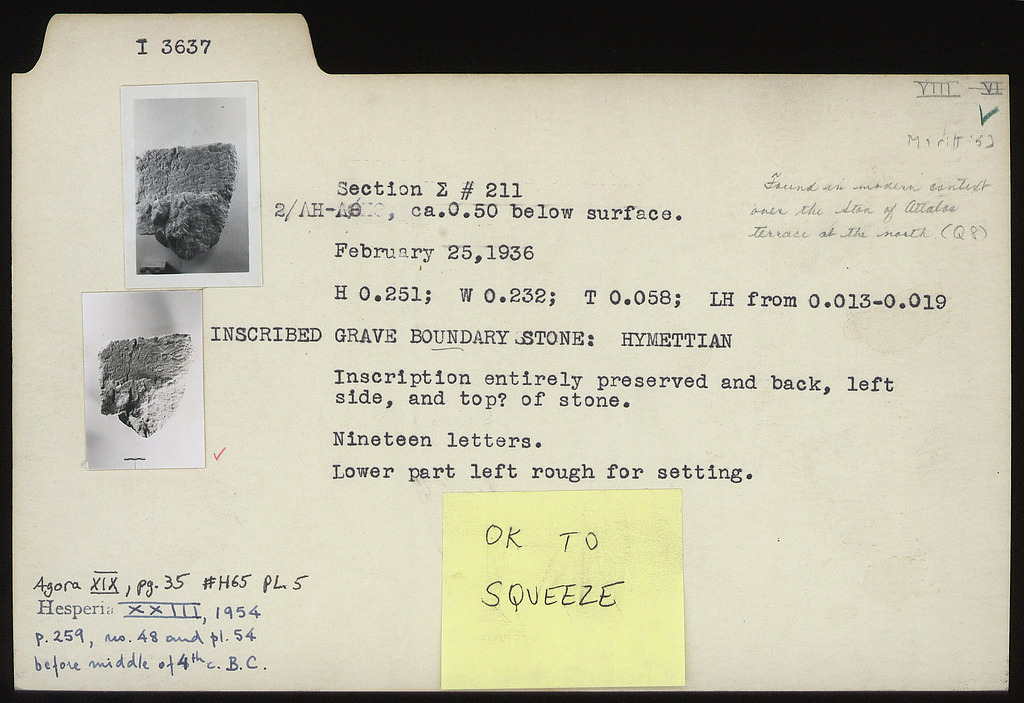 I 3637
VIII VI
Meritt '53
Section Σ # 211
2/ΛΗ-ΛΘ, ca.0.50 below surface.
Found in modern context
over the Stoa of Attalos
terrace at the north (Q8)
February 25,1936
H 0.251; W 0.232; T 0.058; LH from 0.013-0.019
INSCRIBED GRAVE BOUNDARY STONE: HYMETTIAN
Inscription entirely preserved and back, left
side, and top? of stone.
Nineteen letters.
Lower part left rough for setting.
OK TO
SQUEEZE
Agora XIX, pg. 35 #H65 PL. 5
Hesperia XXIII, 1954
p. 259, no. 48 and pl. 54
before middle of 4th c. B.C.